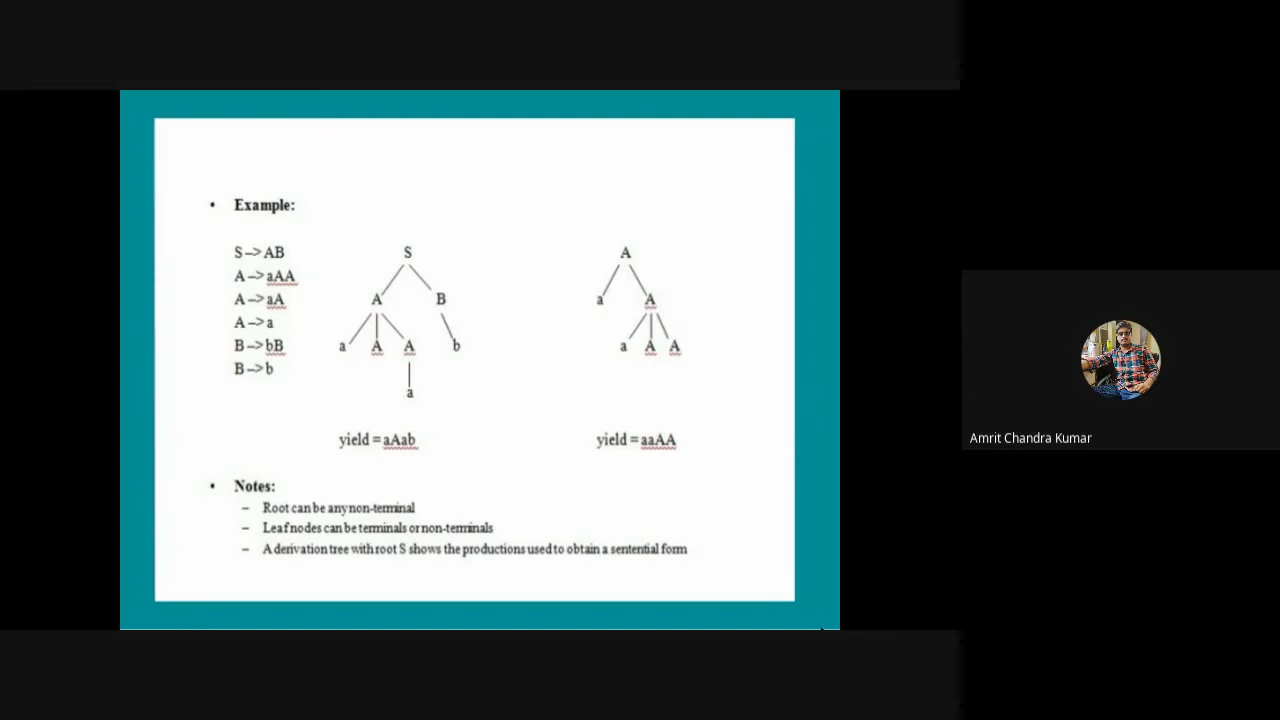 • Example:
S –> AB
A –> aAA
A –> aA
A –> a
B –> bB
B –> b
S
A B
a A A b
a
yield = aAab
A
a A
a A A
yield = aaAA
• Notes:
– Root can be any non-terminal
– Leaf nodes can be terminals or non-terminals
– A derivation tree with root S shows the productions used to obtain a sentential form
Amrit Chandra Kumar